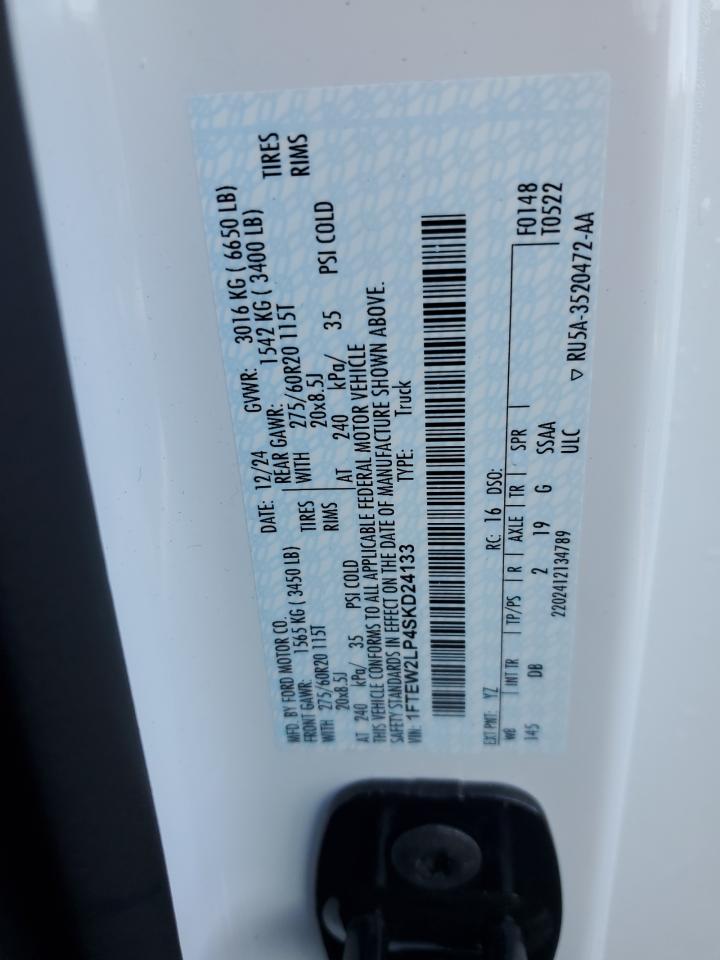 MFD. BY FORD MOTOR CO. DATE: 12/24 GVWR: 3016 KG ( 6650 LB)
FRONT GAWR: 1565 KG ( 3450 LB) REAR GAWR: 1542 KG ( 3400 LB)
WITH 275/60R20 115T TIRES WITH 275/60R20 115T TIRES
20x8.5J RIMS 20x8.5J RIMS
AT 240 kPa/ 35 PSI COLD AT 240 kPa/ 35 PSI COLD
THIS VEHICLE CONFORMS TO ALL APPLICABLE FEDERAL MOTOR VEHICLE
SAFETY STANDARDS IN EFFECT ON THE DATE OF MANUFACTURE SHOWN ABOVE.
VIN: 1FTEW2LP4SKD24133 TYPE: Truck
EXT PNT: YZ RC: 16 DSO: F0148
WB INT TR TP/PS R AXLE TR SPR T0522
145 DB 2 19 G SSAA
2202412134789 ULC ▽ RU5A-3520472-AA